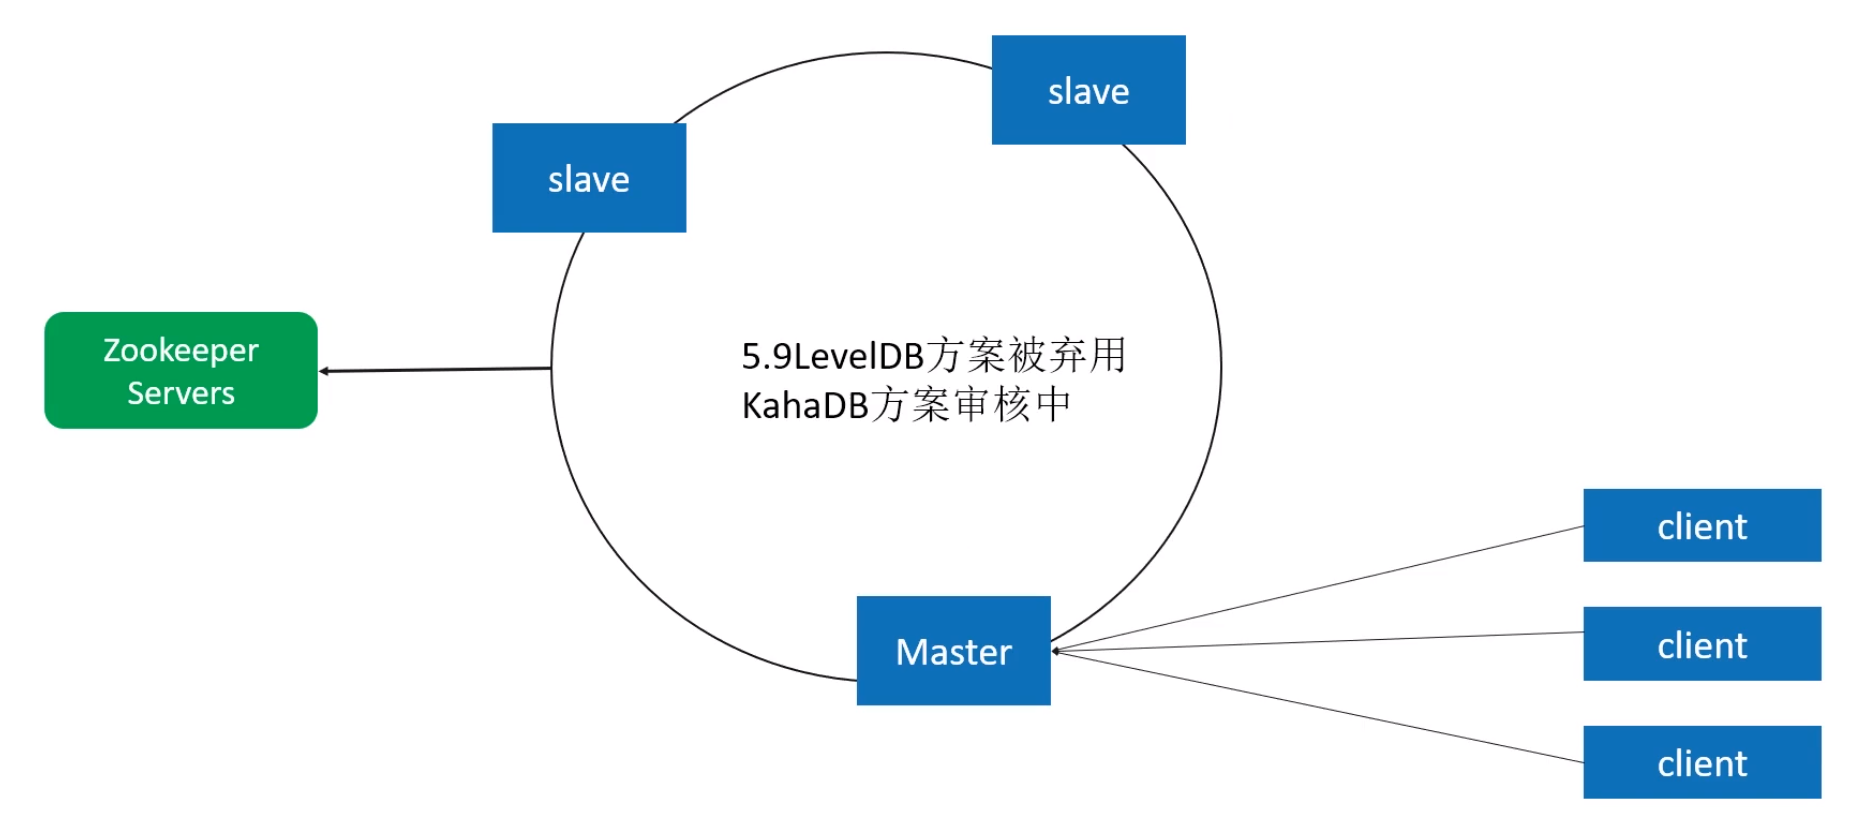 slave
slave
Zookeeper
Servers
5.9LevelDB方案被弃用
KahaDB方案审核中
client
client
Master
client